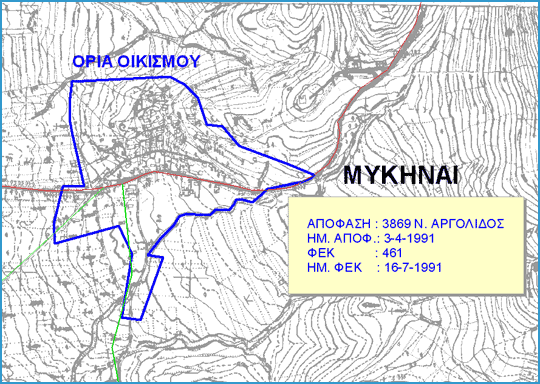 ΟΡΙΑ ΟΙΚΙΣΜΟΥ
ΜΥΚΗΝΑΙ
ΑΠΟΦΑΣΗ : 3869 Ν. ΑΡΓΟΛΙΔΟΣ
ΗΜ. ΑΠΟΦ.: 3-4-1991
ΦΕΚ : 461
ΗΜ. ΦΕΚ : 16-7-1991